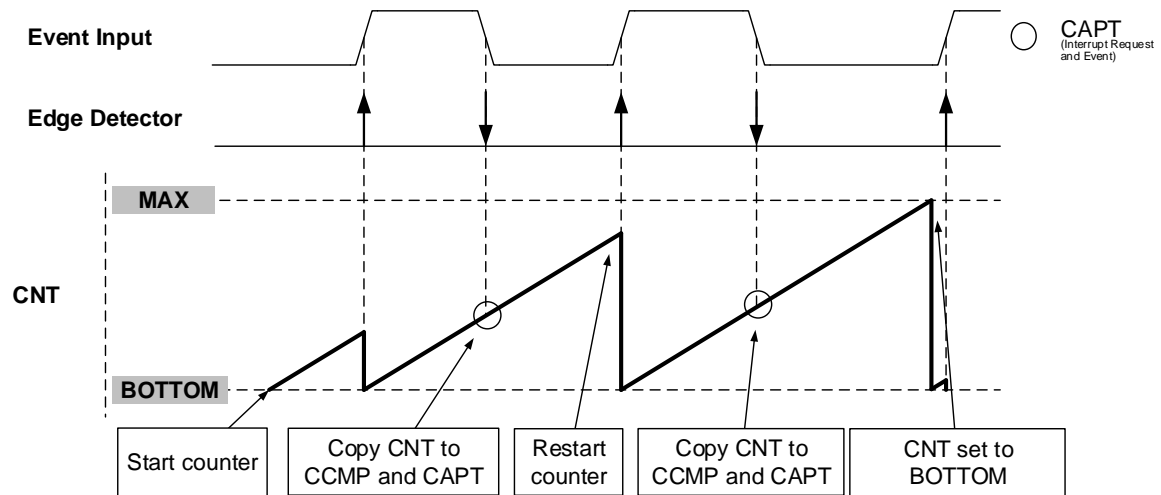 Event Input
CAPT
(Interrupt Request
and Event)
Edge Detector
MAX
CNT
BOTTOM
Start counter
Copy CNT to
CCMP and CAPT
Restart
counter
Copy CNT to
CCMP and CAPT
CNT set to
BOTTOM